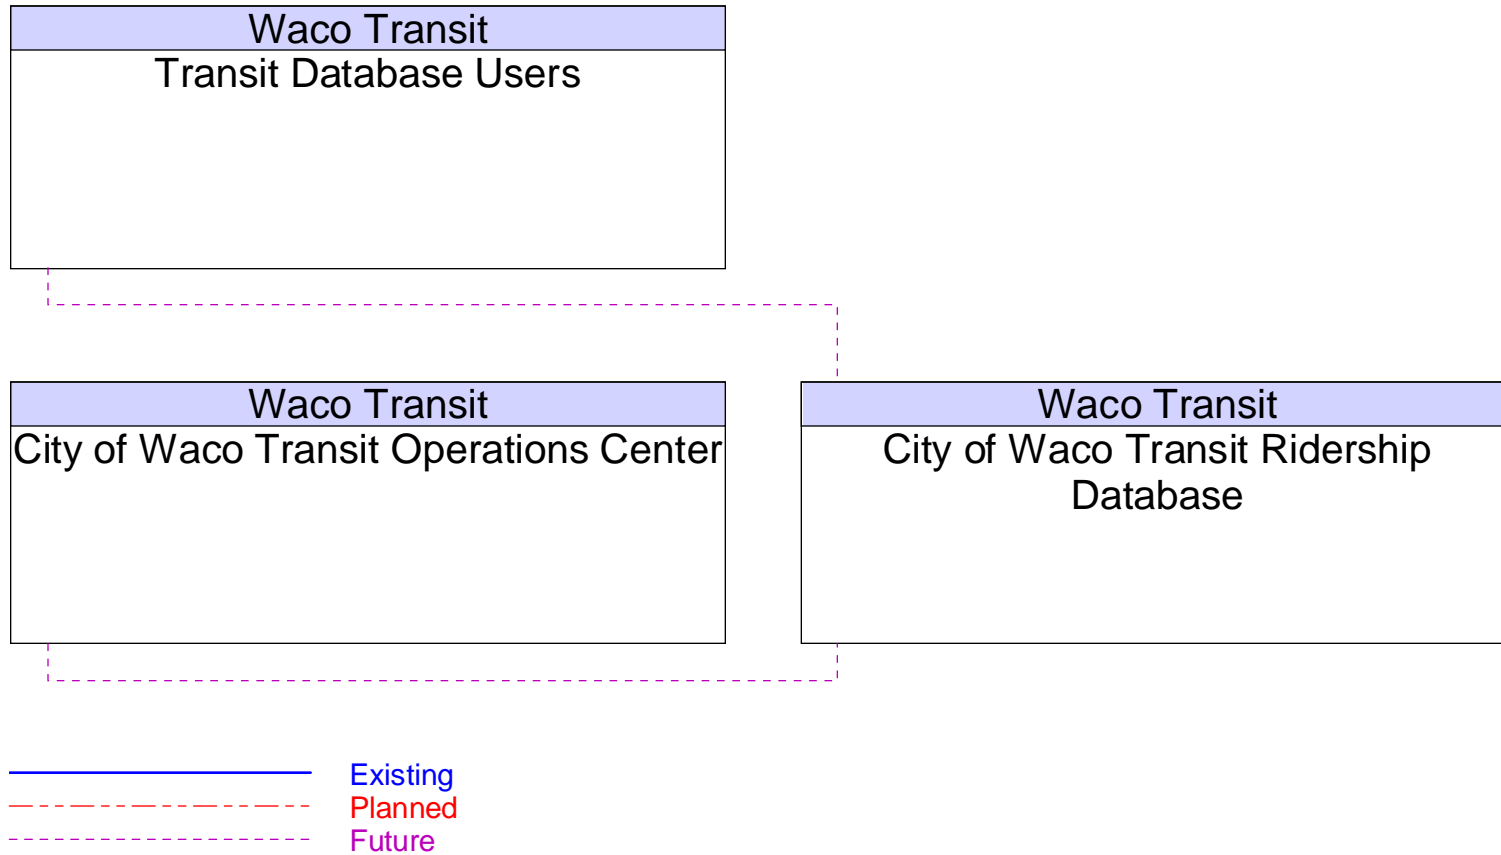 Waco Transit
Transit Database Users
Waco Transit
City of Waco Transit Operations Center
Waco Transit
City of Waco Transit Ridership
Database
Existing
Planned
Future